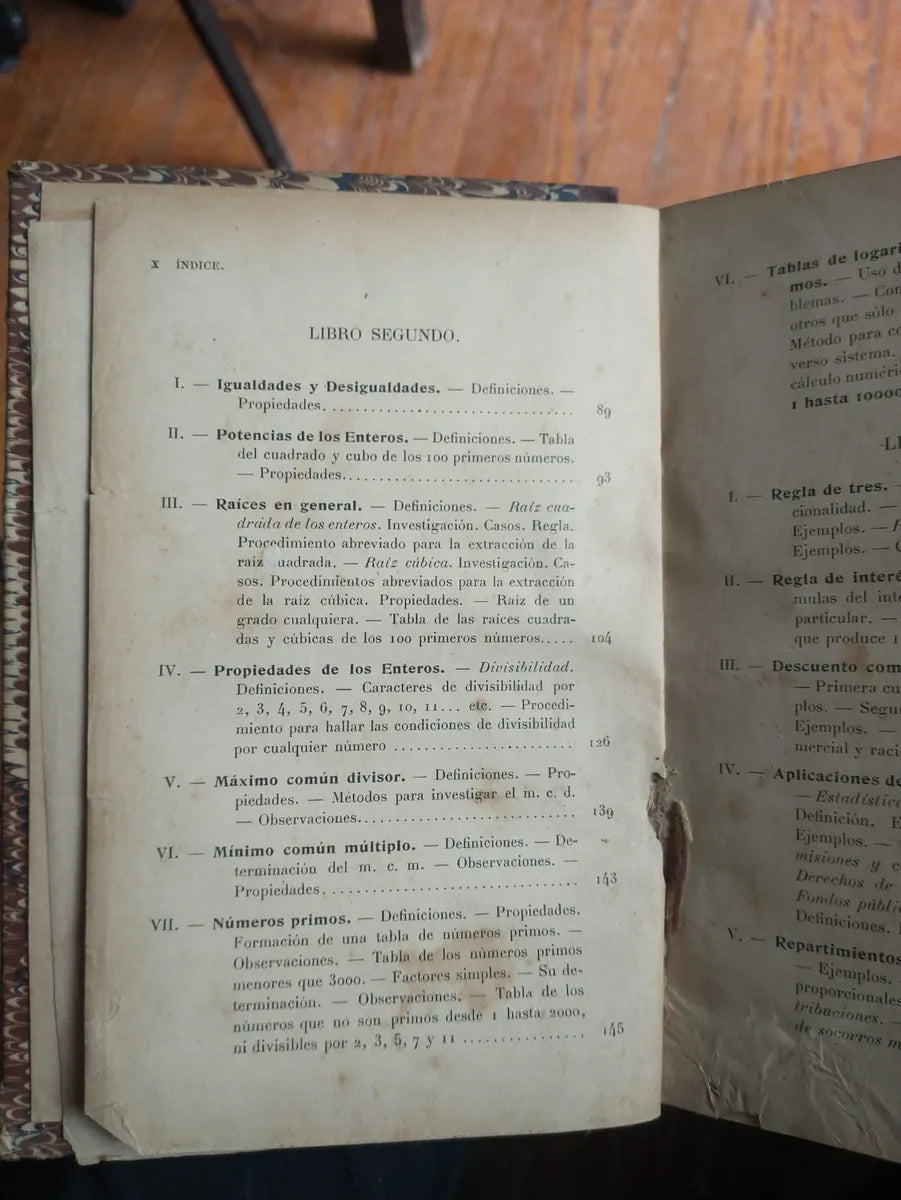 X ÍNDICE.
LIBRO SEGUNDO.
I. — Igualdades y Desigualdades. — Definiciones. —
Propiedades. 89
II. — Potencias de los Enteros. — Definiciones. — Tabla
del cuadrado y cubo de los 100 primeros números.
— Propiedades. 93
III. — Raíces en general. — Definiciones. — Raíz cua-
drada de los enteros. Investigación. Casos. Regla.
Procedimiento abreviado para la extracción de la
raíz uadrada. — Raíz cúbica. Investigación. Ca-
sos. Procedimientos abreviados para la extracción
de la raíz cúbica. Propiedades. — Raíz de un
grado cualquiera. — Tabla de las raíces cuadra-
das y cúbicas de los 100 primeros números..... 104
IV. — Propiedades de los Enteros. — Divisibilidad.
Definiciones. — Caracteres de divisibilidad por
2, 3, 4, 5, 6, 7, 8, 9, 10, 11... etc. — Procedi-
miento para hallar las condiciones de divisibilidad
por cualquier número 126
V. — Máximo común divisor. — Definiciones. — Pro-
piedades. — Métodos para investigar el m. c. d.
— Observaciones. 139
VI. — Mínimo común múltiplo. — Definiciones. — De-
terminación del m. c. m. — Observaciones. —
Propiedades. 143
VII. — Números primos. — Definiciones. — Propiedades.
Formación de una tabla de números primos. —
Observaciones. — Tabla de los números primos
menores que 3000. — Factores simples. — Su de-
terminación. — Observaciones. — Tabla de los
números que no son primos desde 1 hasta 2000,
ni divisibles por 2, 3, 5, 7 y 11 145
VI. — Tablas de logari
mos. — Uso d
blemas. — Con
otros que sólo
Método para co
verso sistema.
cálculo numéri
1 hasta 10000
LI
I. — Regla de tres. —
cionalidad. —
Ejemplos. —
Ejemplos. —
II. — Regla de interé
mulas del inte
particular. —
que produce 1
III. — Descuento com
— Primera cu
plos. — Segu
Ejemplos. —
mercial y raci
IV. — Aplicaciones de
— Estadística
Definición. E
Ejemplos. —
misiones y c
Derechos de
Fondos públi
Definiciones.
V. — Repartimientos
— Ejemplos.
proporcionales
tribuciones. —
de socorros m